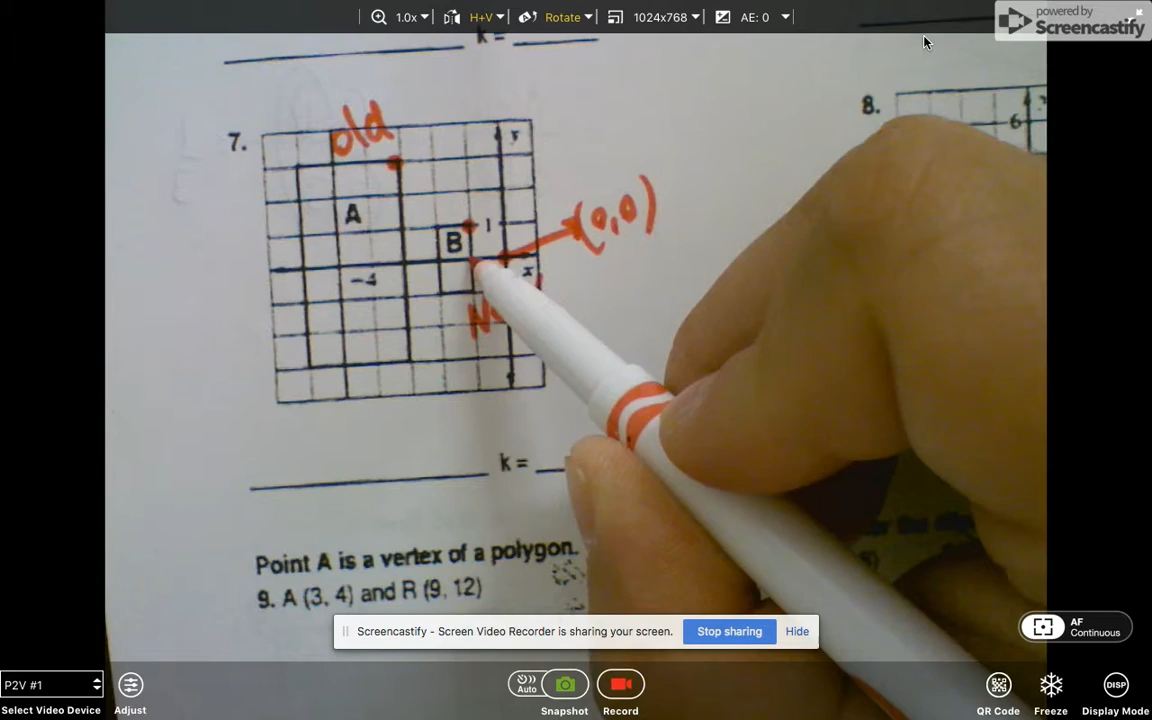 1.0x H+V Rotate 1024x768 AE: 0
powered by
Screencastify
k =
old
7.
8.
y
6
A
1
(0,0)
B
-4
x
k =
Point A is a vertex of a polygon.
9. A (3, 4) and R (9, 12)
Screencastify - Screen Video Recorder is sharing your screen. Stop sharing Hide
AF
Continuous
P2V #1
Auto
Select Video Device Adjust Snapshot Record QR Code Freeze Display Mode
DISP